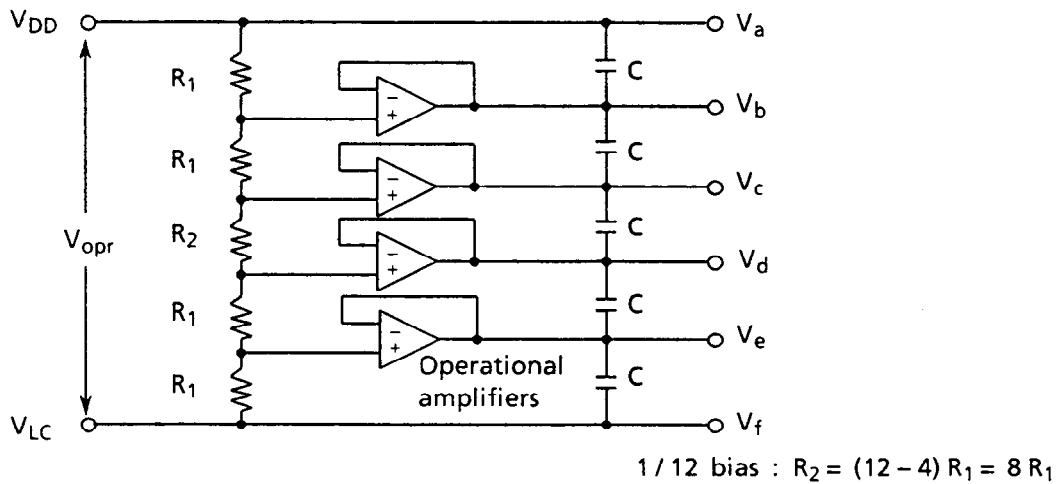 V_DD
V_a
R_1
C
V_b
R_1
C
V_c
V_opr
R_2
C
V_d
R_1
C
V_e
Operational
amplifiers
R_1
C
V_LC
V_f
1 / 12 bias : R_2 = (12 – 4) R_1 = 8 R_1
− +
− +
− +
− +